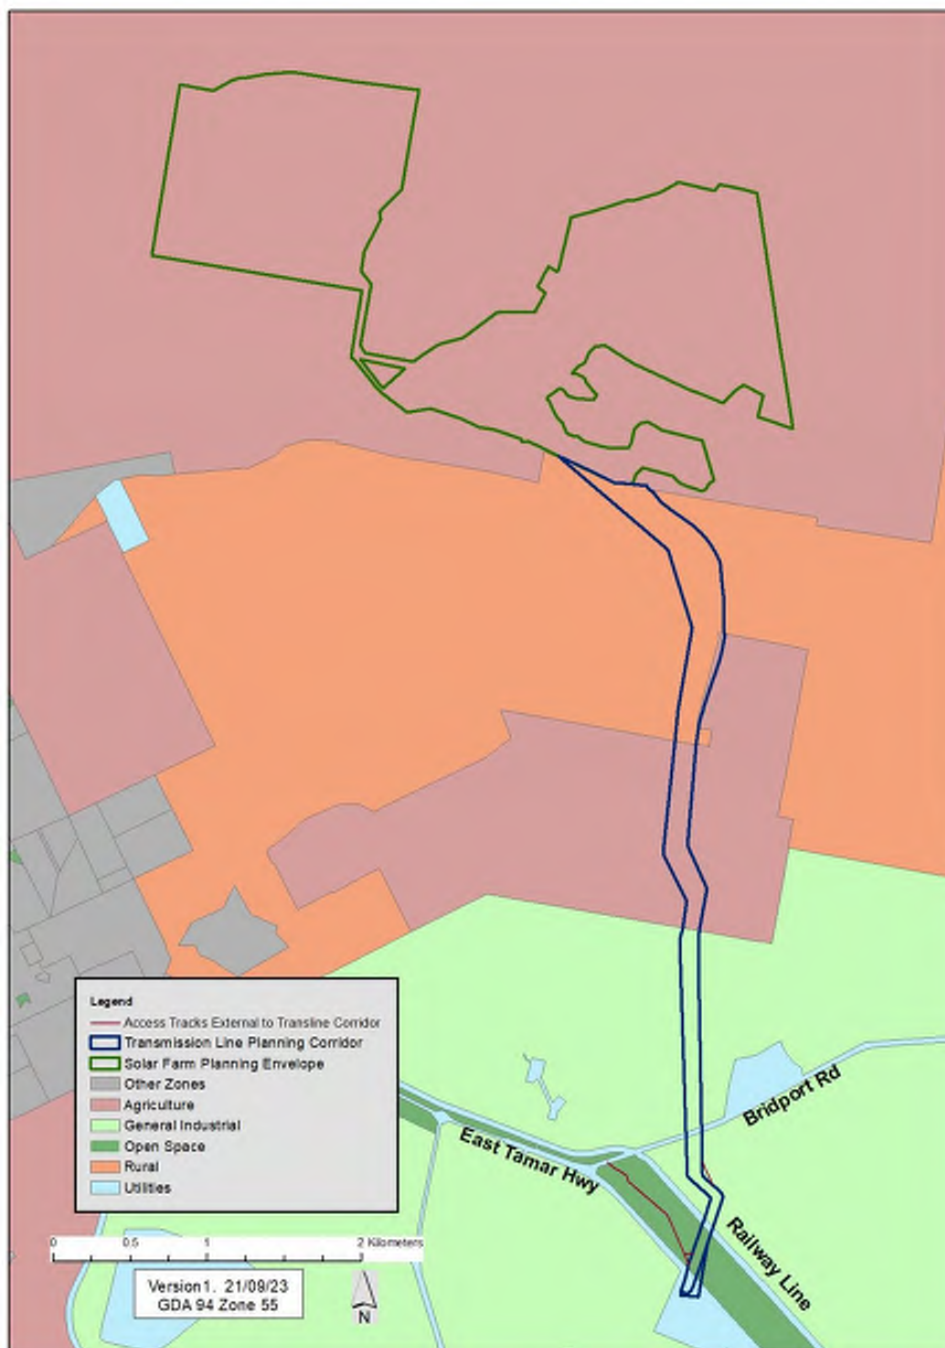 Legend
Access Tracks External to Transline Corridor
Transmission Line Planning Corridor
Solar Farm Planning Envelope
Other Zones
Agriculture
General Industrial
Open Space
Rural
Utilities
Bridport Rd
East Tamar Hwy
Railway Line
0 0.5 1 2 Kilometers
Version1. 21/09/23
GDA 94 Zone 55
N